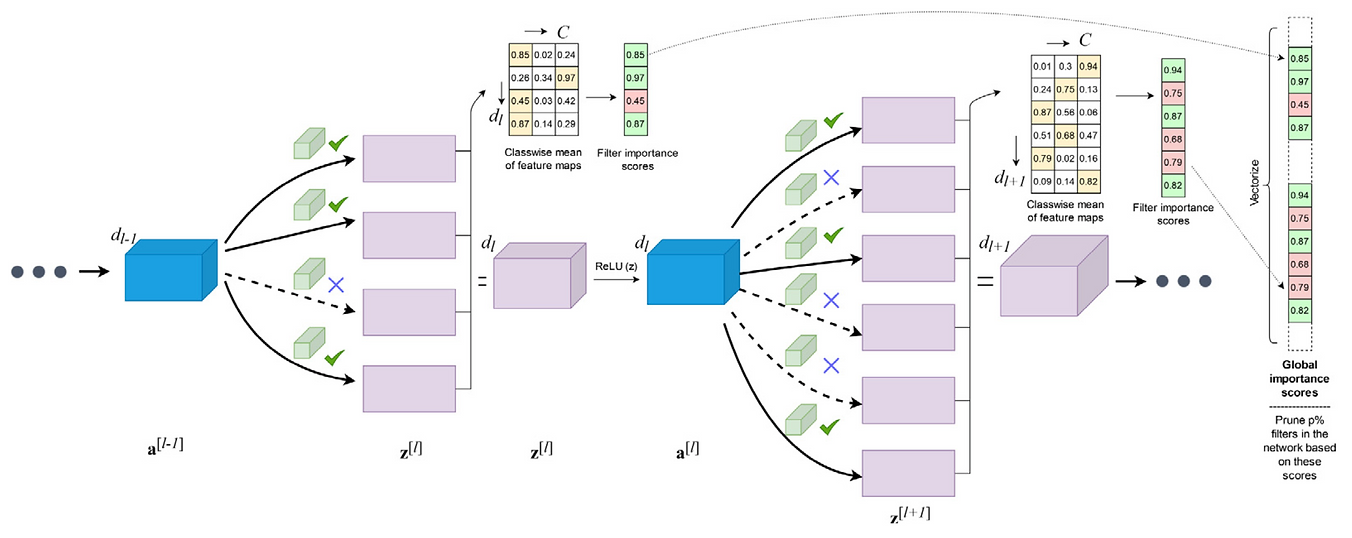 → C
0.85 0.02 0.24
0.26 0.34 0.97
0.45 0.03 0.42
0.87 0.14 0.29
d_l
Classwise mean
of feature maps
0.85
0.97
0.45
0.87
Filter importance
scores
→ C
0.01 0.3 0.94
0.24 0.75 0.13
0.87 0.56 0.06
0.51 0.68 0.47
0.79 0.02 0.16
0.09 0.14 0.82
d_{l+1}
Classwise mean
of feature maps
0.94
0.75
0.87
0.68
0.79
0.82
Filter importance
scores
Vectorize
0.85
0.97
0.45
0.87
0.94
0.75
0.87
0.68
0.79
0.82
Global
importance
scores
Prune p%
filters in the
network based
on these
scores
d_{l-1}
d_l
=
ReLU (z)
d_l
d_{l+1}
=
a^{[l-1]}
z^{[l]}
z^{[l]}
a^{[l]}
z^{[l+1]}